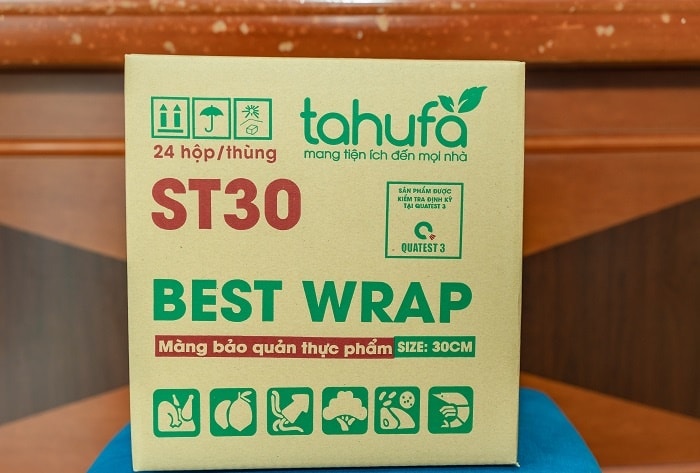 tahufa
mang tiện ích đến mọi nhà
24 hộp/thùng
ST30
SẢN PHẨM ĐƯỢC
KIỂM TRA ĐỊNH KỲ
TẠI QUATEST 3
QUATEST 3
BEST WRAP
Màng bảo quản thực phẩm SIZE: 30CM